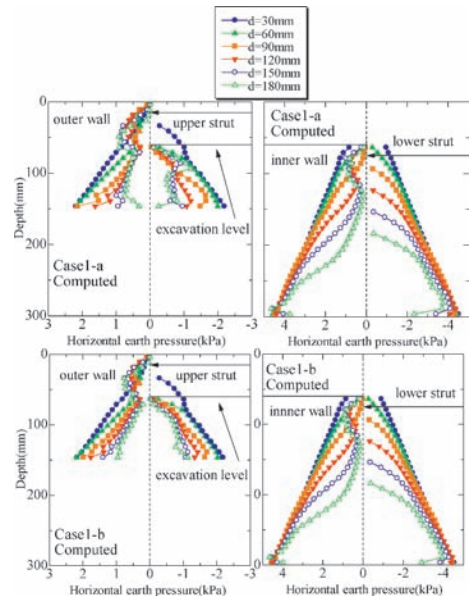 d=30mm
d=60mm
d=90mm
d=120mm
d=150mm
d=180mm
0
outer wall
upper strut
100
Depth(mm)
200
excavation level
Case1-a
Computed
300
3 2 1 0 -1 -2 -3
Horizontal earth pressure(kPa)
Case1-a
Computed
lower strut
inner wall
4 2 0 -2 -4
Horizontal earth pressure(kPa)
0
outer wall
upper strut
100
Depth(mm)
200
excavation level
Case1-b
Computed
300
3 2 1 0 -1 -2 -3
Horizontal earth pressure(kPa)
Case1-b
Computed
lower strut
innner wall
0
0
4 2 0 -2 -4
Horizontal earth pressure(kPa)